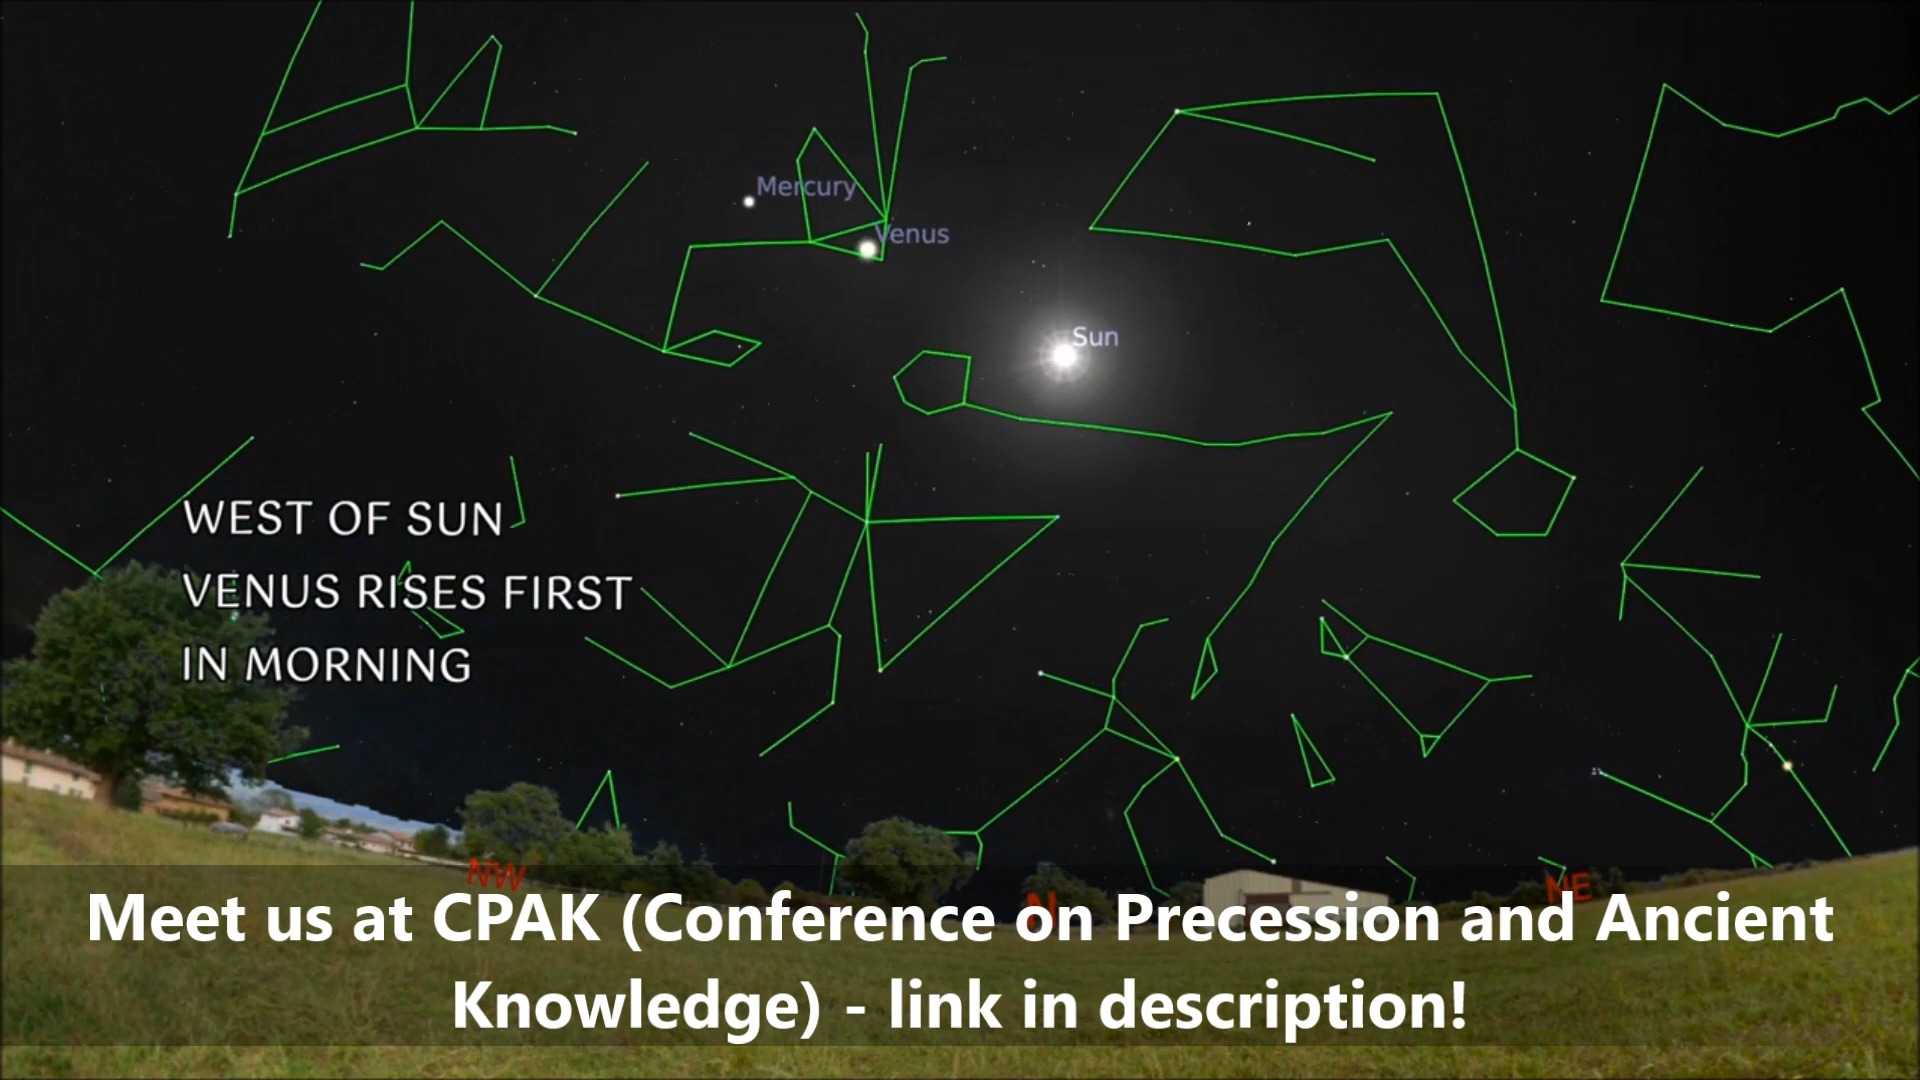 Mercury
Venus
Sun
WEST OF SUN
VENUS RISES FIRST
IN MORNING
NW
N
NE
Meet us at CPAK (Conference on Precession and Ancient
Knowledge) - link in description!